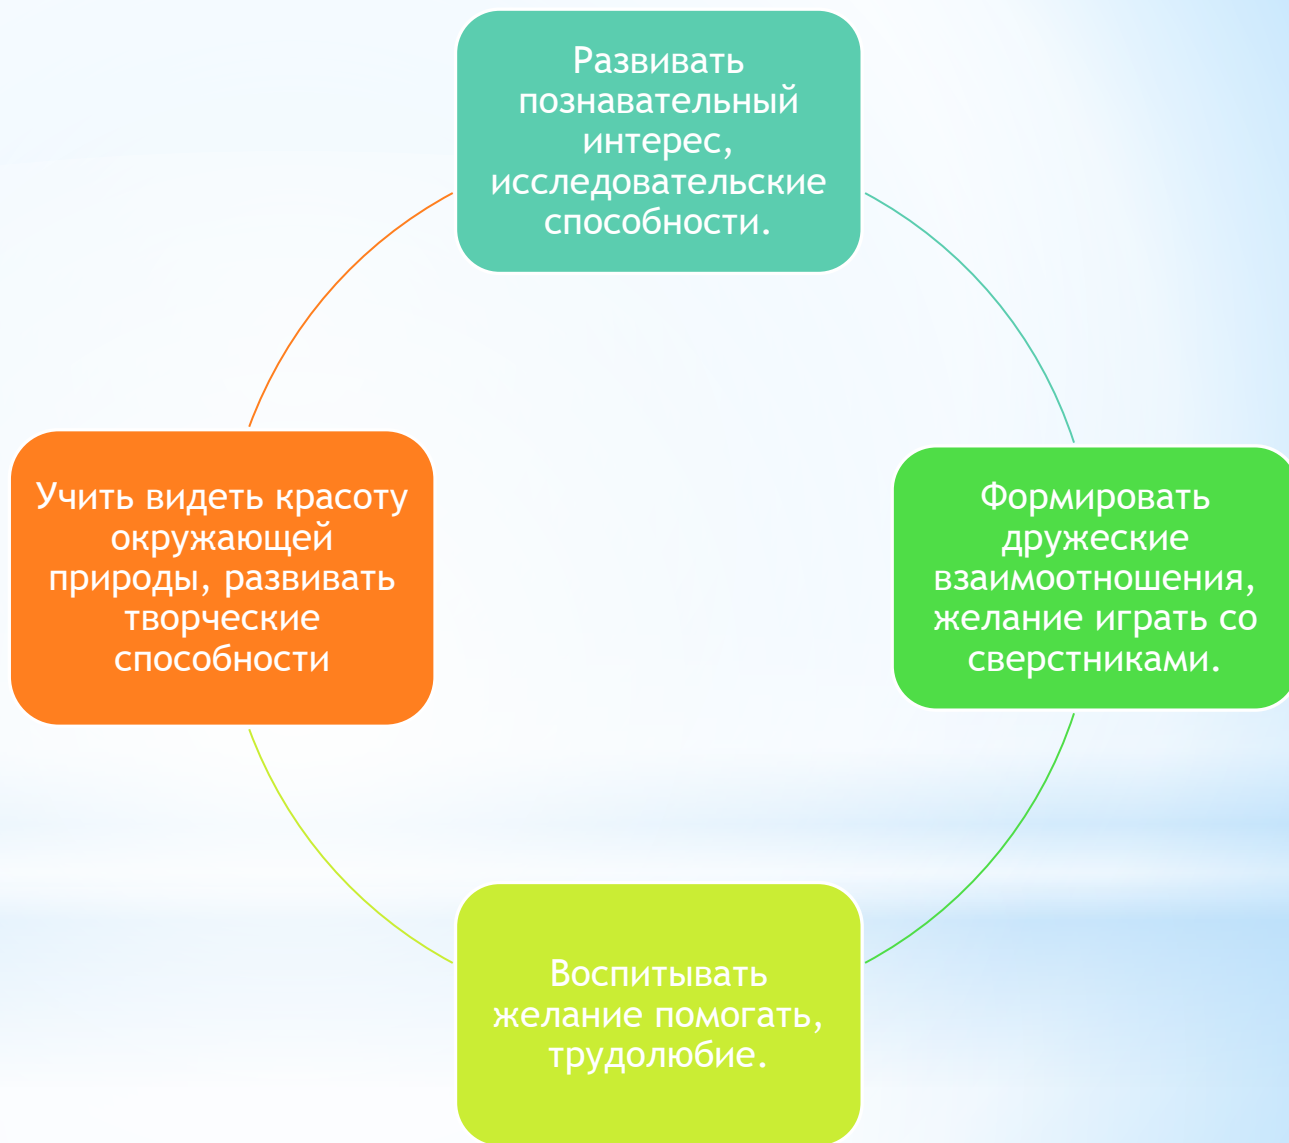 Развивать
познавательный
интерес,
исследовательские
способности.
Учить видеть красоту
окружающей
природы, развивать
творческие
способности
Формировать
дружеские
взаимоотношения,
желание играть со
сверстниками.
Воспитывать
желание помогать,
трудолюбие.